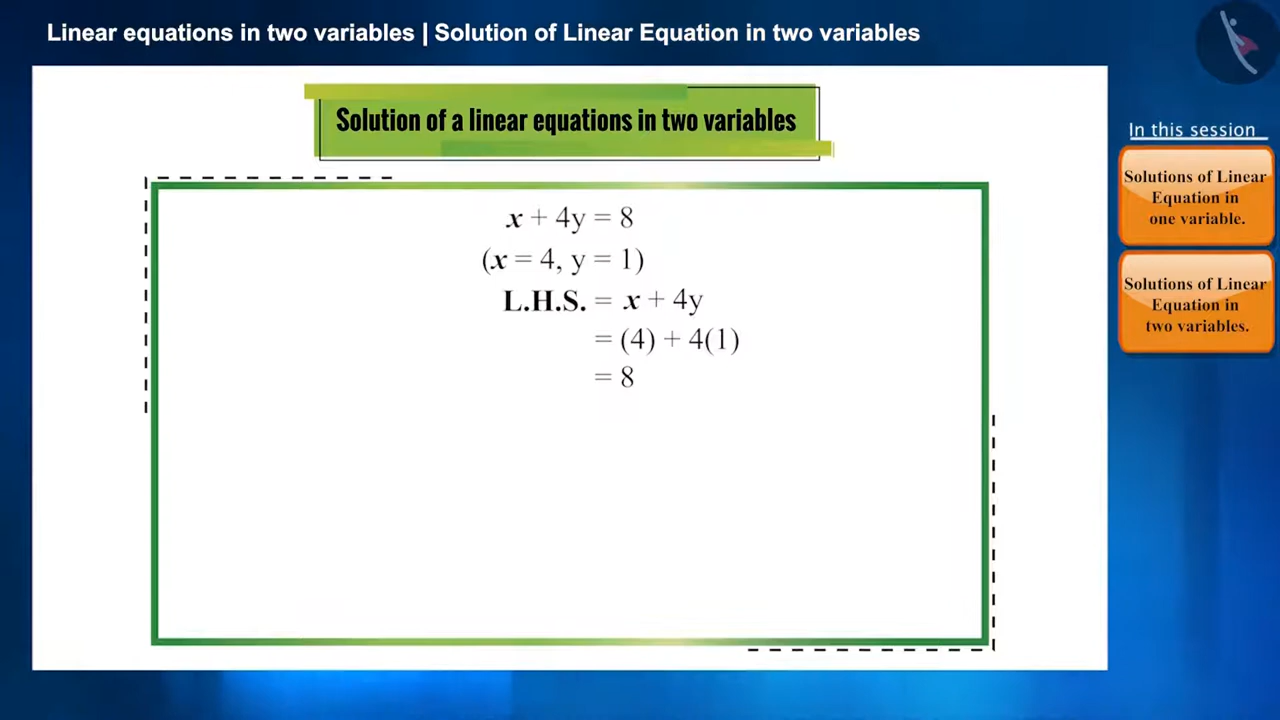 Linear equations in two variables | Solution of Linear Equation in two variables
Solution of a linear equations in two variables
x + 4y = 8
(x = 4, y = 1)
L.H.S. = x + 4y
= (4) + 4(1)
= 8
In this session
Solutions of Linear
Equation in
one variable.
Solutions of Linear
Equation in
two variables.